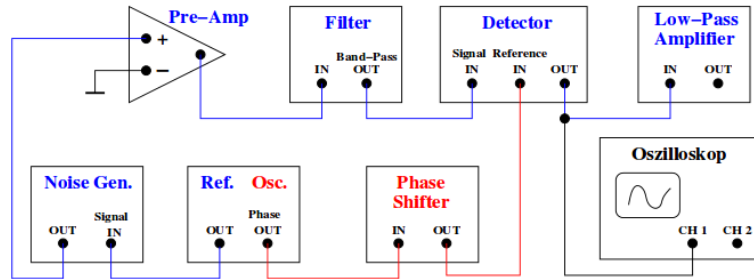 Pre-Amp
+
-
Filter
Band-Pass
IN OUT
Detector
Signal Reference
IN IN OUT
Low-Pass
Amplifier
IN OUT
Noise Gen.
Signal
OUT IN
Ref. Osc.
Phase
OUT OUT
Phase
Shifter
IN OUT
Oszilloskop
CH 1 CH 2